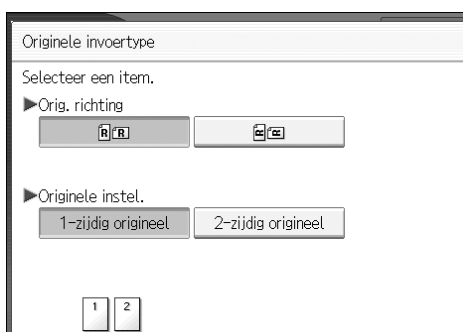 Originele invoertype
Selecteer een item.
▶Orig. richting
R R R R
▶Originele instel.
1-zijdig origineel 2-zijdig origineel
1 2